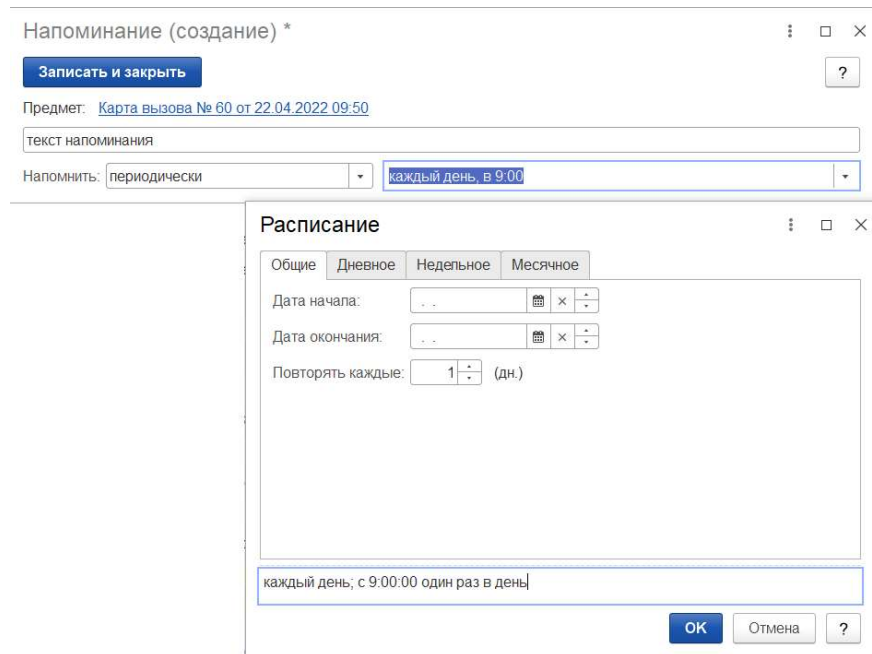 Напоминание (создание) *
Записать и закрыть
?
Предмет: Карта вызова № 60 от 22.04.2022 09:50
текст напоминания
Напомнить: периодически каждый день, в 9:00
Расписание
Общие Дневное Недельное Месячное
Дата начала: . .
Дата окончания: . .
Повторять каждые: 1 (дн.)
каждый день; с 9:00:00 один раз в день
ОК Отмена ?